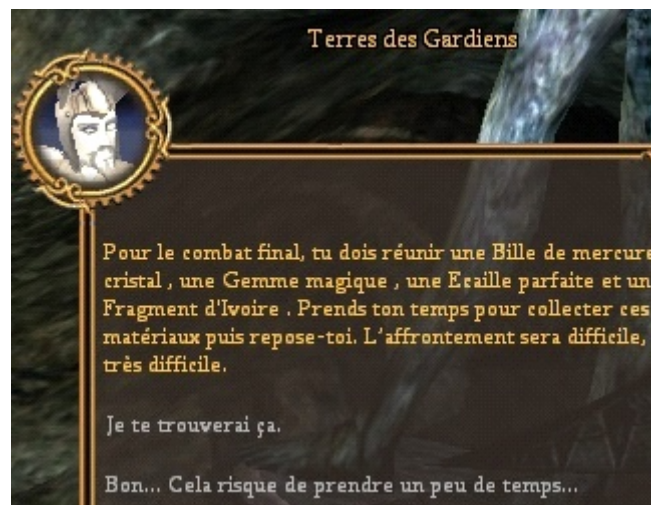 Terres des Gardiens
Pour le combat final, tu dois réunir une Bille de mercure
cristal , une Gemme magique , une Ecaille parfaite et un
Fragment d'Ivoire . Prends ton temps pour collecter ces
matériaux puis repose-toi. L'affrontement sera difficile,
très difficile.
Je te trouverai ça.
Bon... Cela risque de prendre un peu de temps...